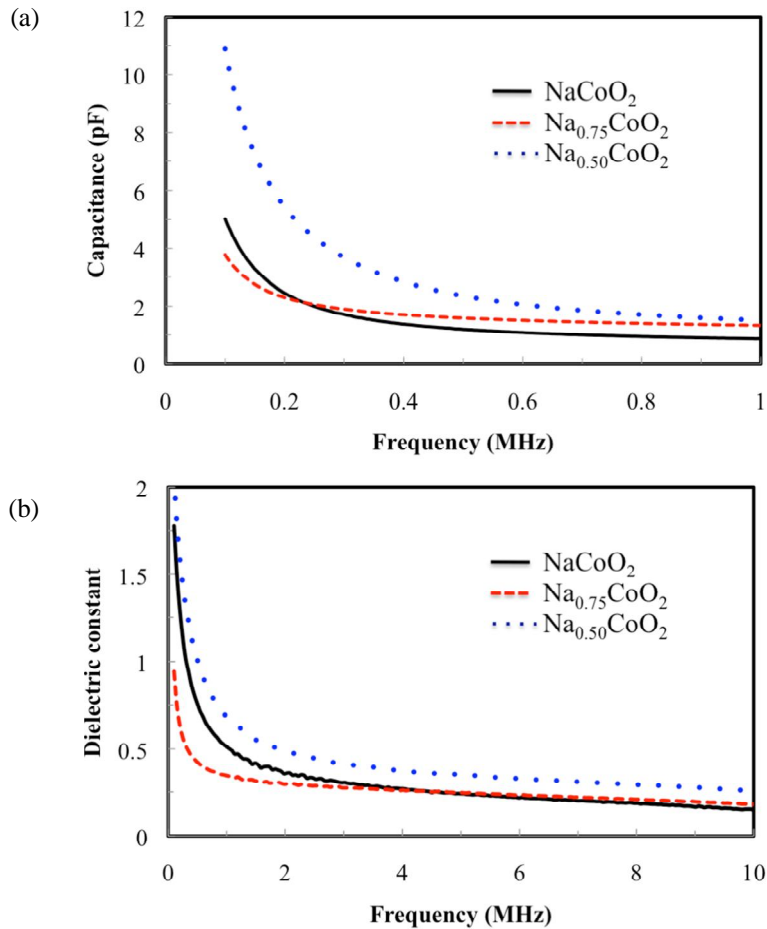 (a)
12
10
8
6
4
2
0
Capacitance (pF)
NaCoO₂
Na₀.₇₅CoO₂
Na₀.₅₀CoO₂
0 0.2 0.4 0.6 0.8 1
Frequency (MHz)
(b)
2
1.5
1
0.5
0
Dielectric constant
NaCoO₂
Na₀.₇₅CoO₂
Na₀.₅₀CoO₂
0 2 4 6 8 10
Frequency (MHz)